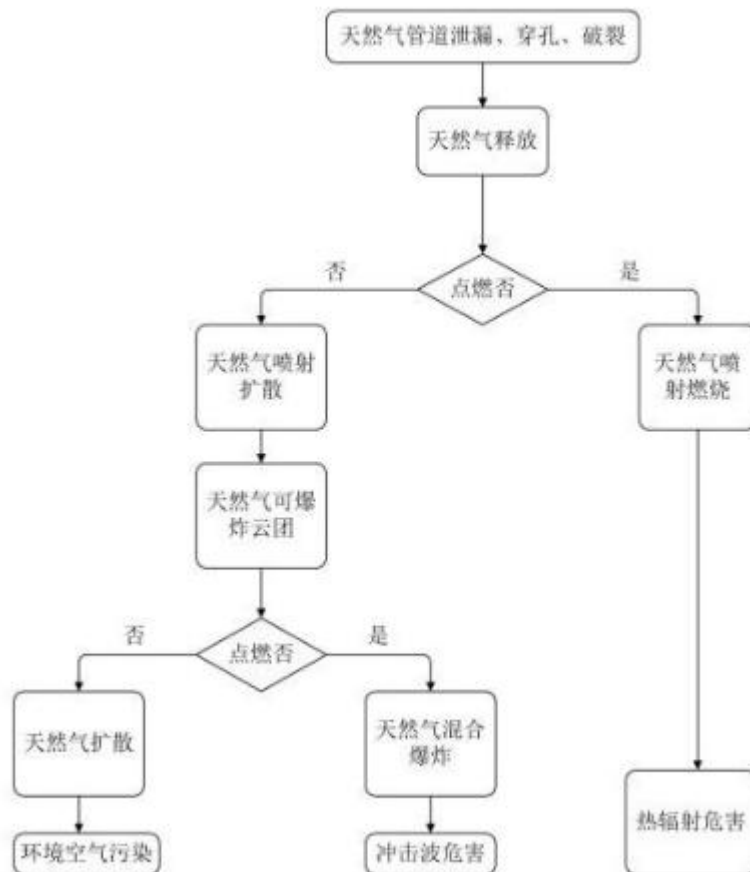 天然气管道泄漏、穿孔、破裂
天然气释放
否
点燃否
是
天然气喷射
扩散
天然气喷
射燃烧
天然气可爆
炸云团
否
点燃否
是
天然气扩散
天然气混合
爆炸
热辐射危害
环境空气污染
冲击波危害